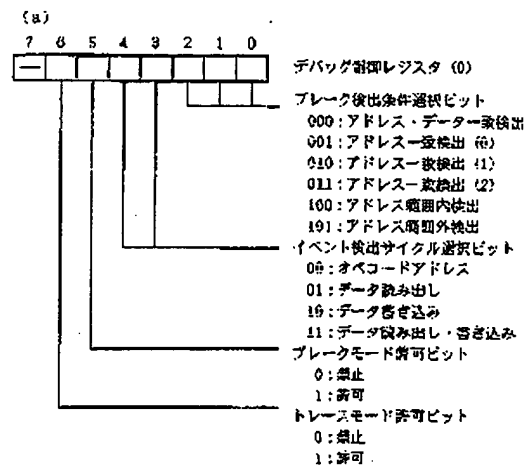 (a)
7 6 5 4 3 2 1 0
デバッグ制御レジスタ (0)
ブレーク検出条件選択ビット
000:アドレス・データ一致検出
001:アドレス一致検出 (0)
010:アドレス一致検出 (1)
011:アドレス一致検出 (2)
100:アドレス範囲内検出
101:アドレス範囲外検出
イベント検出サイクル選択ビット
00:オペコードアドレス
01:データ読み出し
10:データ書き込み
11:データ読み出し・書き込み
ブレークモード許可ビット
0:禁止
1:許可
トレースモード許可ビット
0:禁止
1:許可